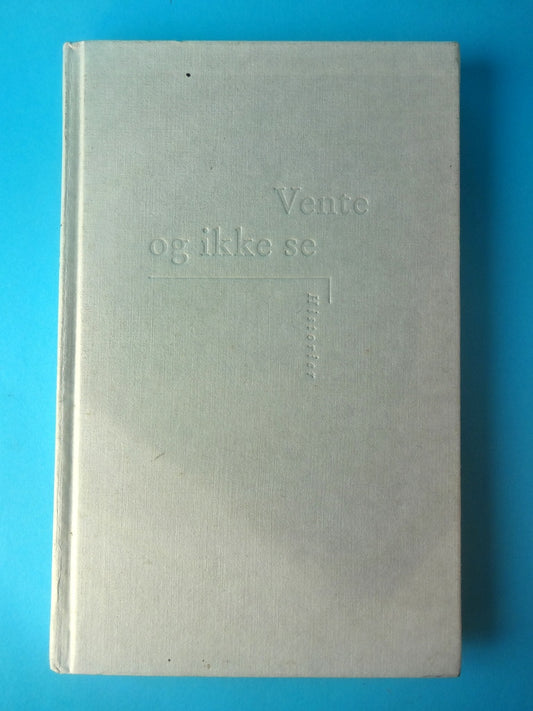 Vente
og ikke se
Historier